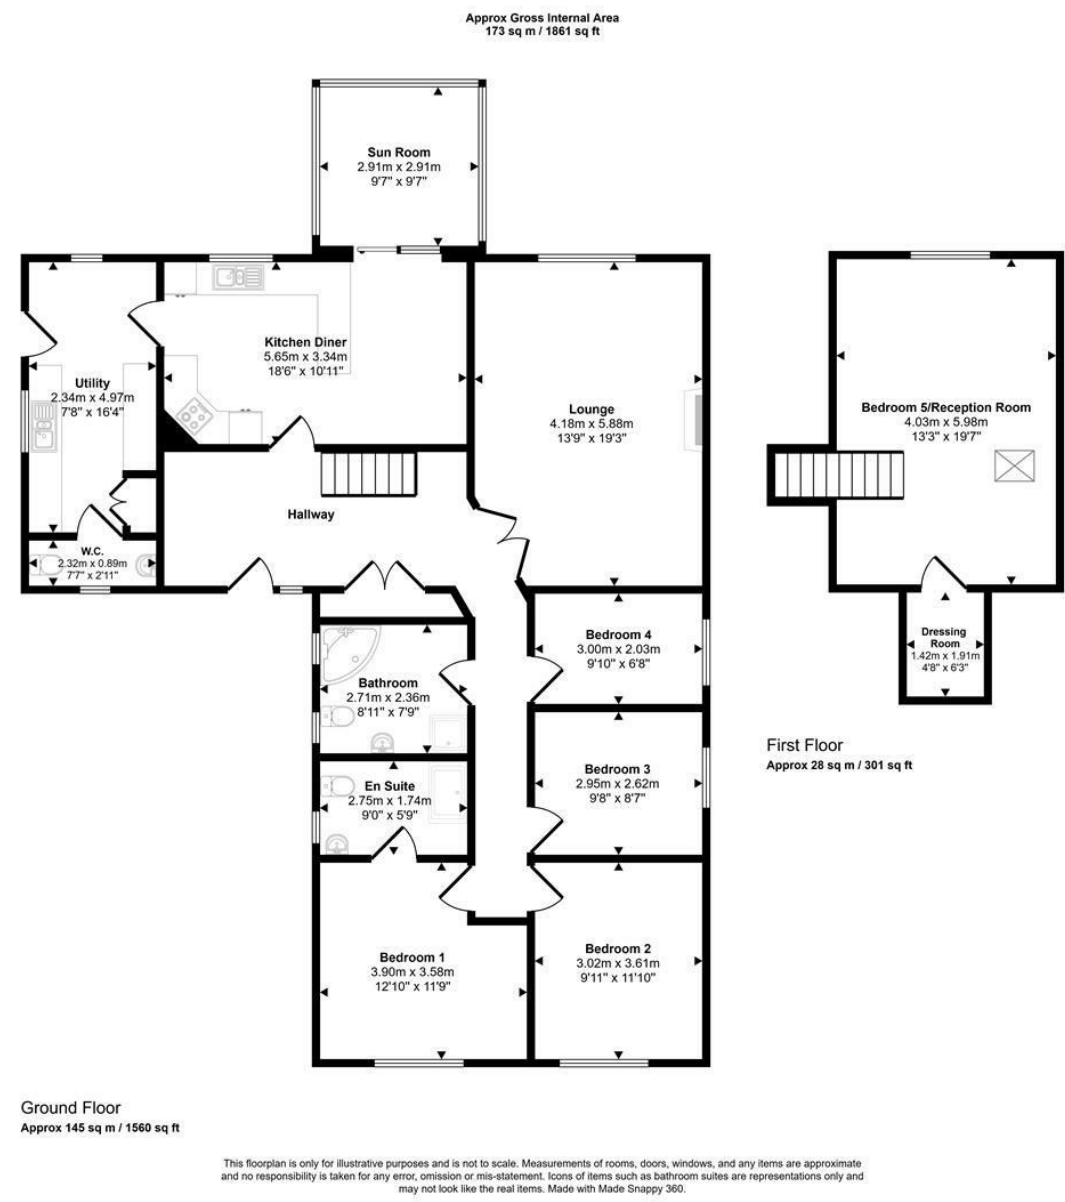 Approx Gross Internal Area
173 sq m / 1861 sq ft
Sun Room
2.91m x 2.91m
9'7" x 9'7"
Kitchen Diner
5.65m x 3.34m
18'6" x 10'11"
Utility
2.34m x 4.97m
7'8" x 16'4"
Lounge
4.18m x 5.88m
13'9" x 19'3"
Bedroom 5/Reception Room
4.03m x 5.98m
13'3" x 19'7"
Hallway
W.C.
2.32m x 0.89m
7'7" x 2'11"
Bedroom 4
3.00m x 2.03m
9'10" x 6'8"
Dressing
Room
1.42m x 1.91m
4'8" x 6'3"
Bathroom
2.71m x 2.36m
8'11" x 7'9"
First Floor
Approx 28 sq m / 301 sq ft
Bedroom 3
2.95m x 2.62m
9'8" x 8'7"
En Suite
2.75m x 1.74m
9'0" x 5'9"
Bedroom 1
3.90m x 3.58m
12'10" x 11'9"
Bedroom 2
3.02m x 3.61m
9'11" x 11'10"
Ground Floor
Approx 145 sq m / 1560 sq ft
This floorplan is only for illustrative purposes and is not to scale. Measurements of rooms, doors, windows, and any items are approximate
and no responsibility is taken for any error, omission or mis-statement. Icons of items such as bathroom suites are representations only and
may not look like the real items. Made with Made Snappy 360.